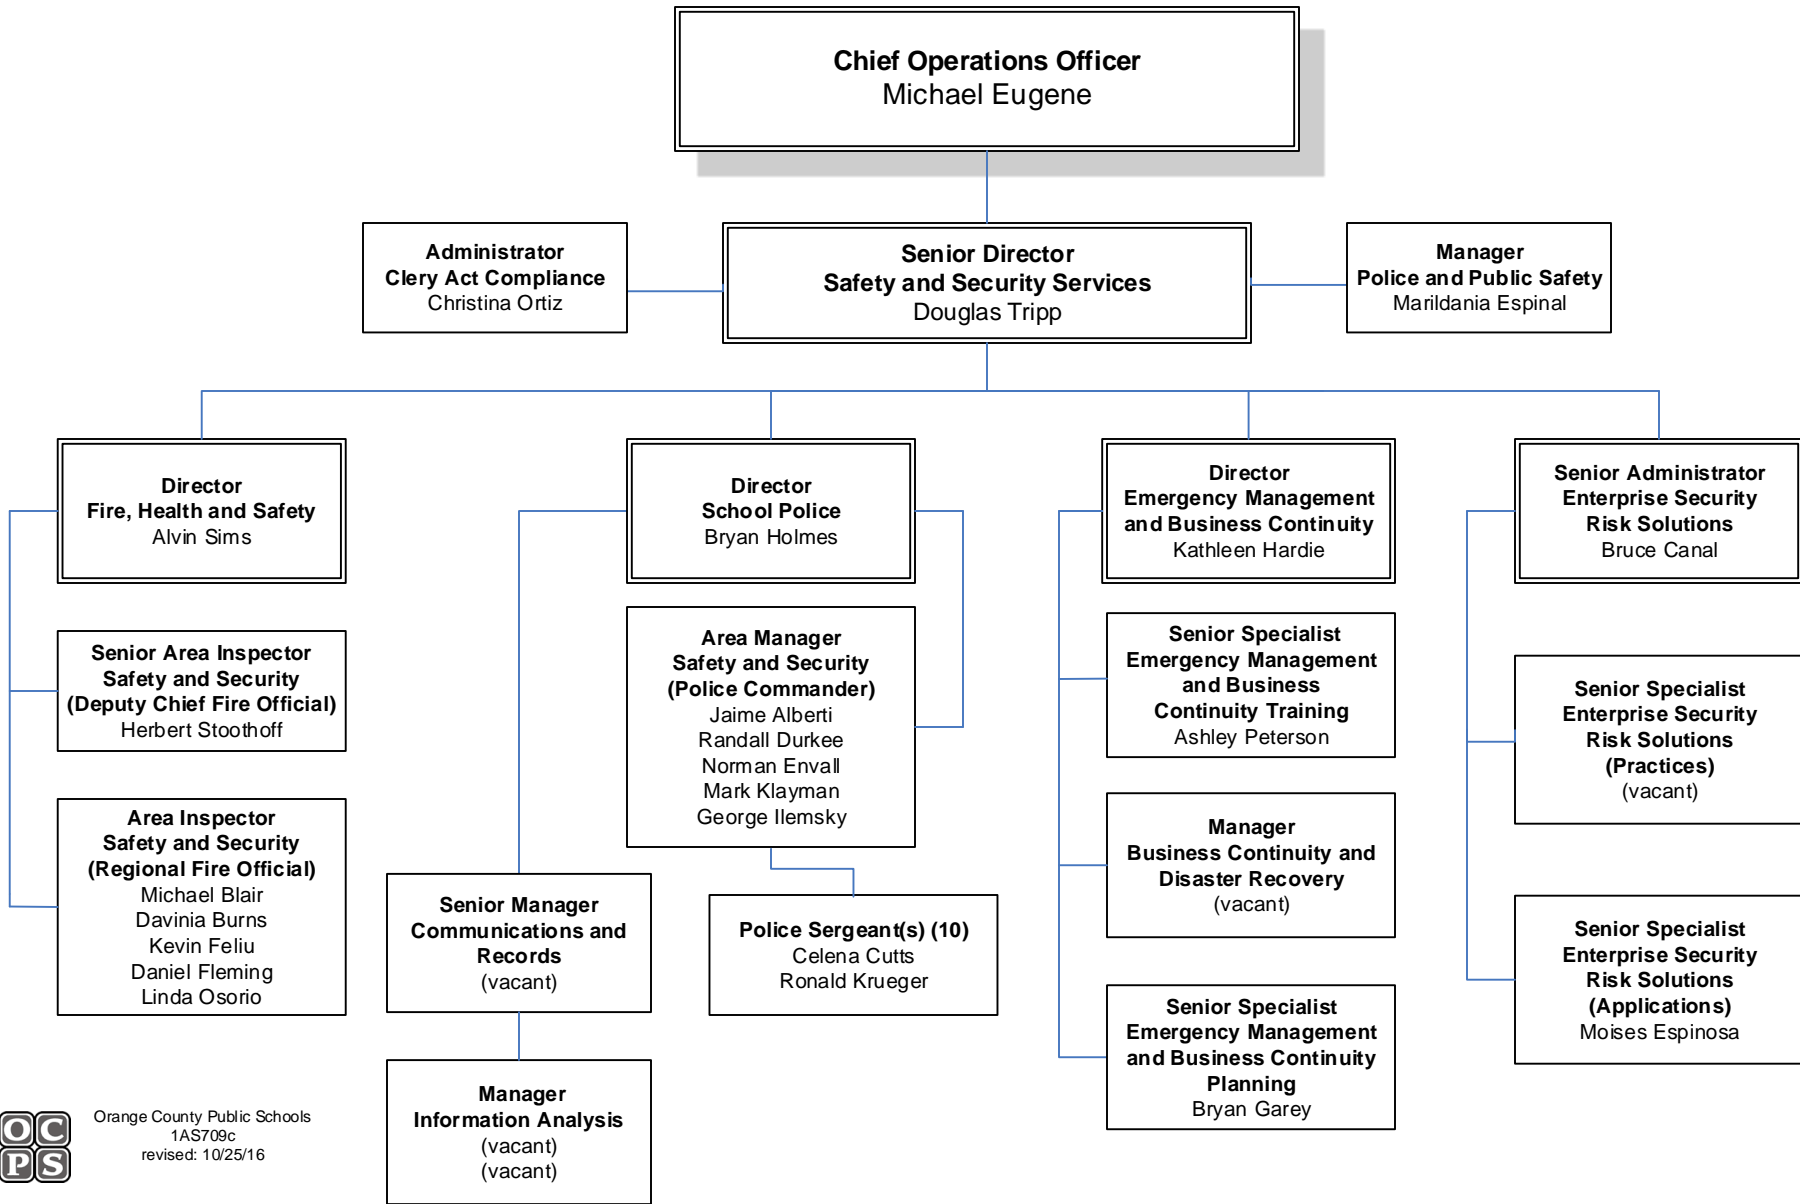 Chief Operations Officer
Michael Eugene
Administrator
Clery Act Compliance
Christina Ortiz
Senior Director
Safety and Security Services
Douglas Tripp
Manager
Police and Public Safety
Marildania Espinal
Director
Fire, Health and Safety
Alvin Sims
Senior Area Inspector
Safety and Security
(Deputy Chief Fire Official)
Herbert Stoothoff
Area Inspector
Safety and Security
(Regional Fire Official)
Michael Blair
Davinia Burns
Kevin Feliu
Daniel Fleming
Linda Osorio
Director
School Police
Bryan Holmes
Area Manager
Safety and Security
(Police Commander)
Jaime Alberti
Randall Durkee
Norman Envall
Mark Klayman
George Ilemsky
Senior Manager
Communications and
Records
(vacant)
Police Sergeant(s) (10)
Celena Cutts
Ronald Krueger
Manager
Information Analysis
(vacant)
(vacant)
Director
Emergency Management
and Business Continuity
Kathleen Hardie
Senior Specialist
Emergency Management
and Business
Continuity Training
Ashley Peterson
Manager
Business Continuity and
Disaster Recovery
(vacant)
Senior Specialist
Emergency Management
and Business Continuity
Planning
Bryan Garey
Senior Administrator
Enterprise Security
Risk Solutions
Bruce Canal
Senior Specialist
Enterprise Security
Risk Solutions
(Practices)
(vacant)
Senior Specialist
Enterprise Security
Risk Solutions
(Applications)
Moises Espinosa
OC
PS
Orange County Public Schools
1AS709c
revised: 10/25/16